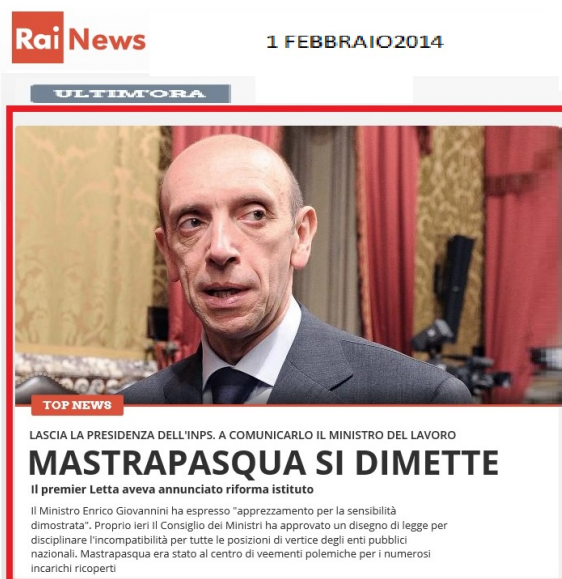 Rai News
1 FEBBRAIO2014
ULTIM'ORA
TOP NEWS
LASCIA LA PRESIDENZA DELL'INPS. A COMUNICARLO IL MINISTRO DEL LAVORO
MASTRAPASQUA SI DIMETTE
Il premier Letta aveva annunciato riforma istituto
Il Ministro Enrico Giovannini ha espresso "apprezzamento per la sensibilità
dimostrata". Proprio ieri Il Consiglio dei Ministri ha approvato un disegno di legge per
disciplinare l'incompatibilità per tutte le posizioni di vertice degli enti pubblici
nazionali. Mastrapasqua era stato al centro di veementi polemiche per i numerosi
incarichi ricoperti